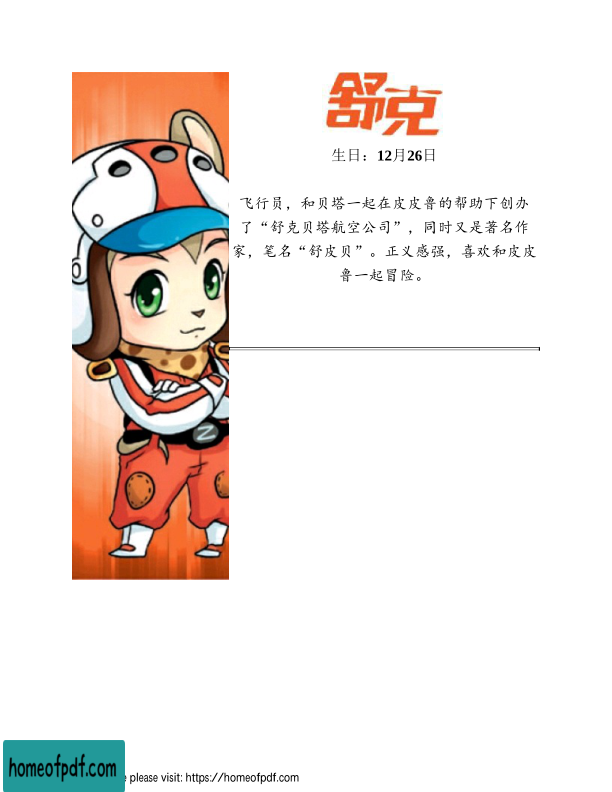 舒克
生日：12月26日
飞行员，和贝塔一起在皮皮鲁的帮助下创办
了“舒克贝塔航空公司”，同时又是著名作
家，笔名“舒皮贝”。正义感强，喜欢和皮皮
鲁一起冒险。
Z
homeofpdf.com
e please visit: https://homeofpdf.com